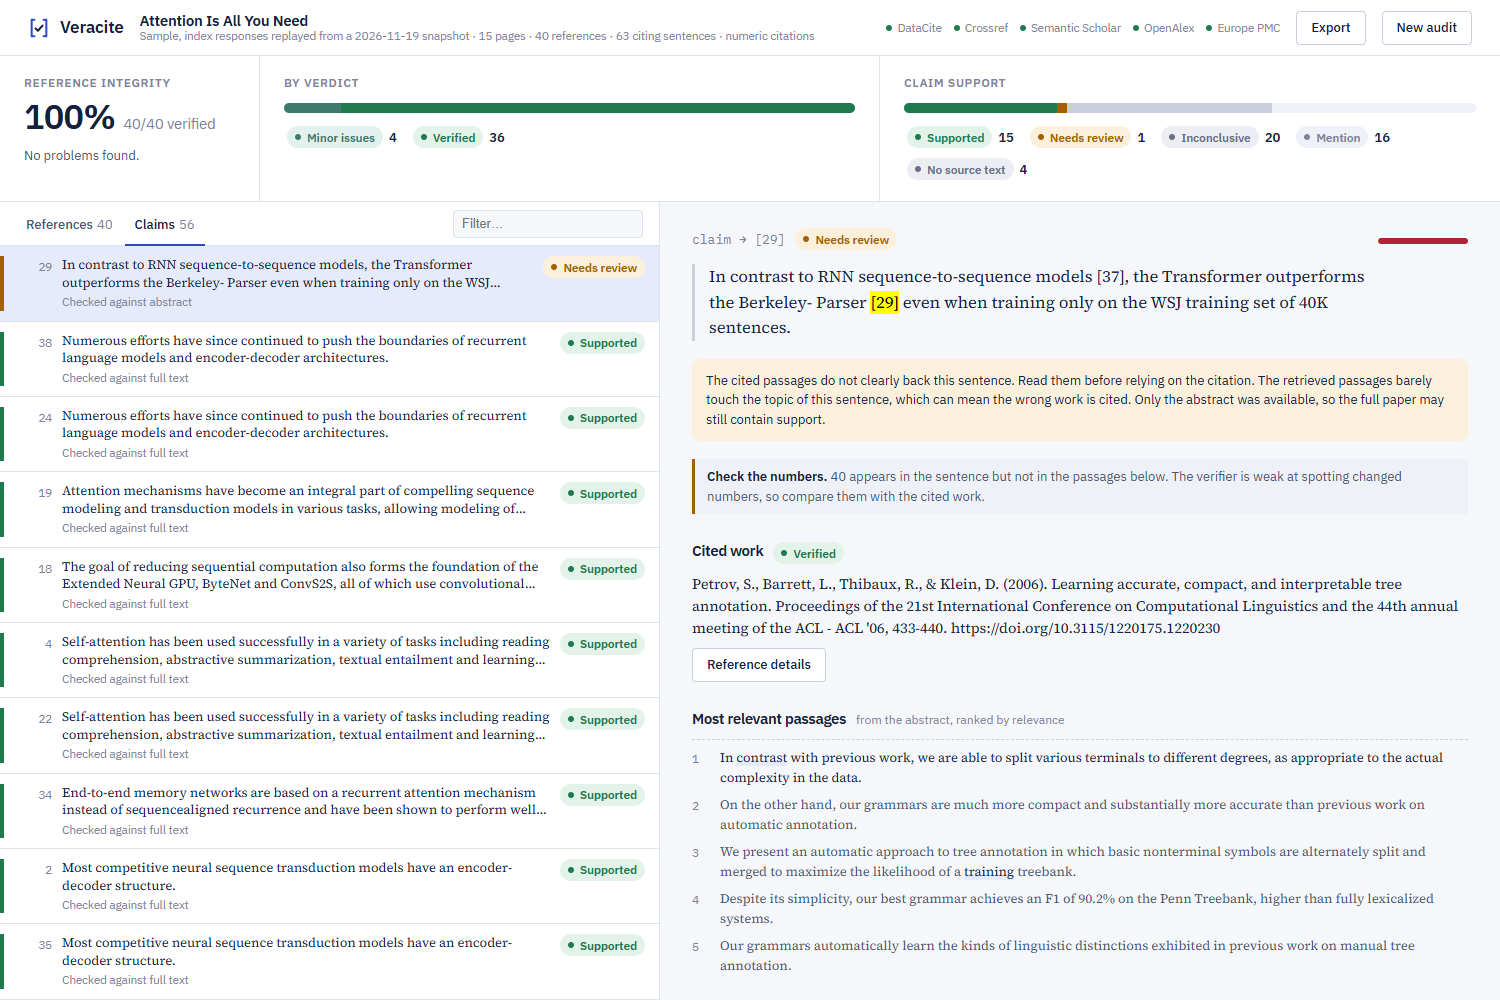 Veracite
Attention Is All You Need
Sample, index responses replayed from a 2026-11-19 snapshot · 15 pages · 40 references · 63 citing sentences · numeric citations
DataCite
Crossref
Semantic Scholar
OpenAlex
Europe PMC
Export
New audit
REFERENCE INTEGRITY
100% 40/40 verified
No problems found.
BY VERDICT
Minor issues 4
Verified 36
CLAIM SUPPORT
Supported 15
Needs review 1
Inconclusive 20
Mention 16
No source text 4
References 40
Claims 56
Filter...
29
In contrast to RNN sequence-to-sequence models, the Transformer
outperforms the Berkeley- Parser even when training only on the WSJ...
Checked against abstract
Needs review
38
Numerous efforts have since continued to push the boundaries of recurrent
language models and encoder-decoder architectures.
Checked against full text
Supported
24
Numerous efforts have since continued to push the boundaries of recurrent
language models and encoder-decoder architectures.
Checked against full text
Supported
19
Attention mechanisms have become an integral part of compelling sequence
modeling and transduction models in various tasks, allowing modeling of...
Checked against full text
Supported
18
The goal of reducing sequential computation also forms the foundation of the
Extended Neural GPU, ByteNet and ConvS2S, all of which use convolutional...
Checked against full text
Supported
4
Self-attention has been used successfully in a variety of tasks including reading
comprehension, abstractive summarization, textual entailment and learning...
Checked against full text
Supported
22
Self-attention has been used successfully in a variety of tasks including reading
comprehension, abstractive summarization, textual entailment and learning...
Checked against full text
Supported
34
End-to-end memory networks are based on a recurrent attention mechanism
instead of sequencealigned recurrence and have been shown to perform well...
Checked against full text
Supported
2
Most competitive neural sequence transduction models have an encoder-
decoder structure.
Checked against full text
Supported
35
Most competitive neural sequence transduction models have an encoder-
decoder structure.
Checked against full text
Supported
claim → [29]
Needs review
In contrast to RNN sequence-to-sequence models [37], the Transformer outperforms
the Berkeley- Parser [29] even when training only on the WSJ training set of 40K
sentences.
The cited passages do not clearly back this sentence. Read them before relying on the citation. The retrieved passages barely
touch the topic of this sentence, which can mean the wrong work is cited. Only the abstract was available, so the full paper may
still contain support.
Check the numbers. 40 appears in the sentence but not in the passages below. The verifier is weak at spotting changed
numbers, so compare them with the cited work.
Cited work
Verified
Petrov, S., Barrett, L., Thibaux, R., & Klein, D. (2006). Learning accurate, compact, and interpretable tree
annotation. Proceedings of the 21st International Conference on Computational Linguistics and the 44th annual
meeting of the ACL - ACL '06, 433-440. https://doi.org/10.3115/1220175.1220230
Reference details
Most relevant passages from the abstract, ranked by relevance
1 In contrast with previous work, we are able to split various terminals to different degrees, as appropriate to the actual
complexity in the data.
2 On the other hand, our grammars are much more compact and substantially more accurate than previous work on
automatic annotation.
3 We present an automatic approach to tree annotation in which basic nonterminal symbols are alternately split and
merged to maximize the likelihood of a training treebank.
4 Despite its simplicity, our best grammar achieves an F1 of 90.2% on the Penn Treebank, higher than fully lexicalized
systems.
5 Our grammars automatically learn the kinds of linguistic distinctions exhibited in previous work on manual tree
annotation.